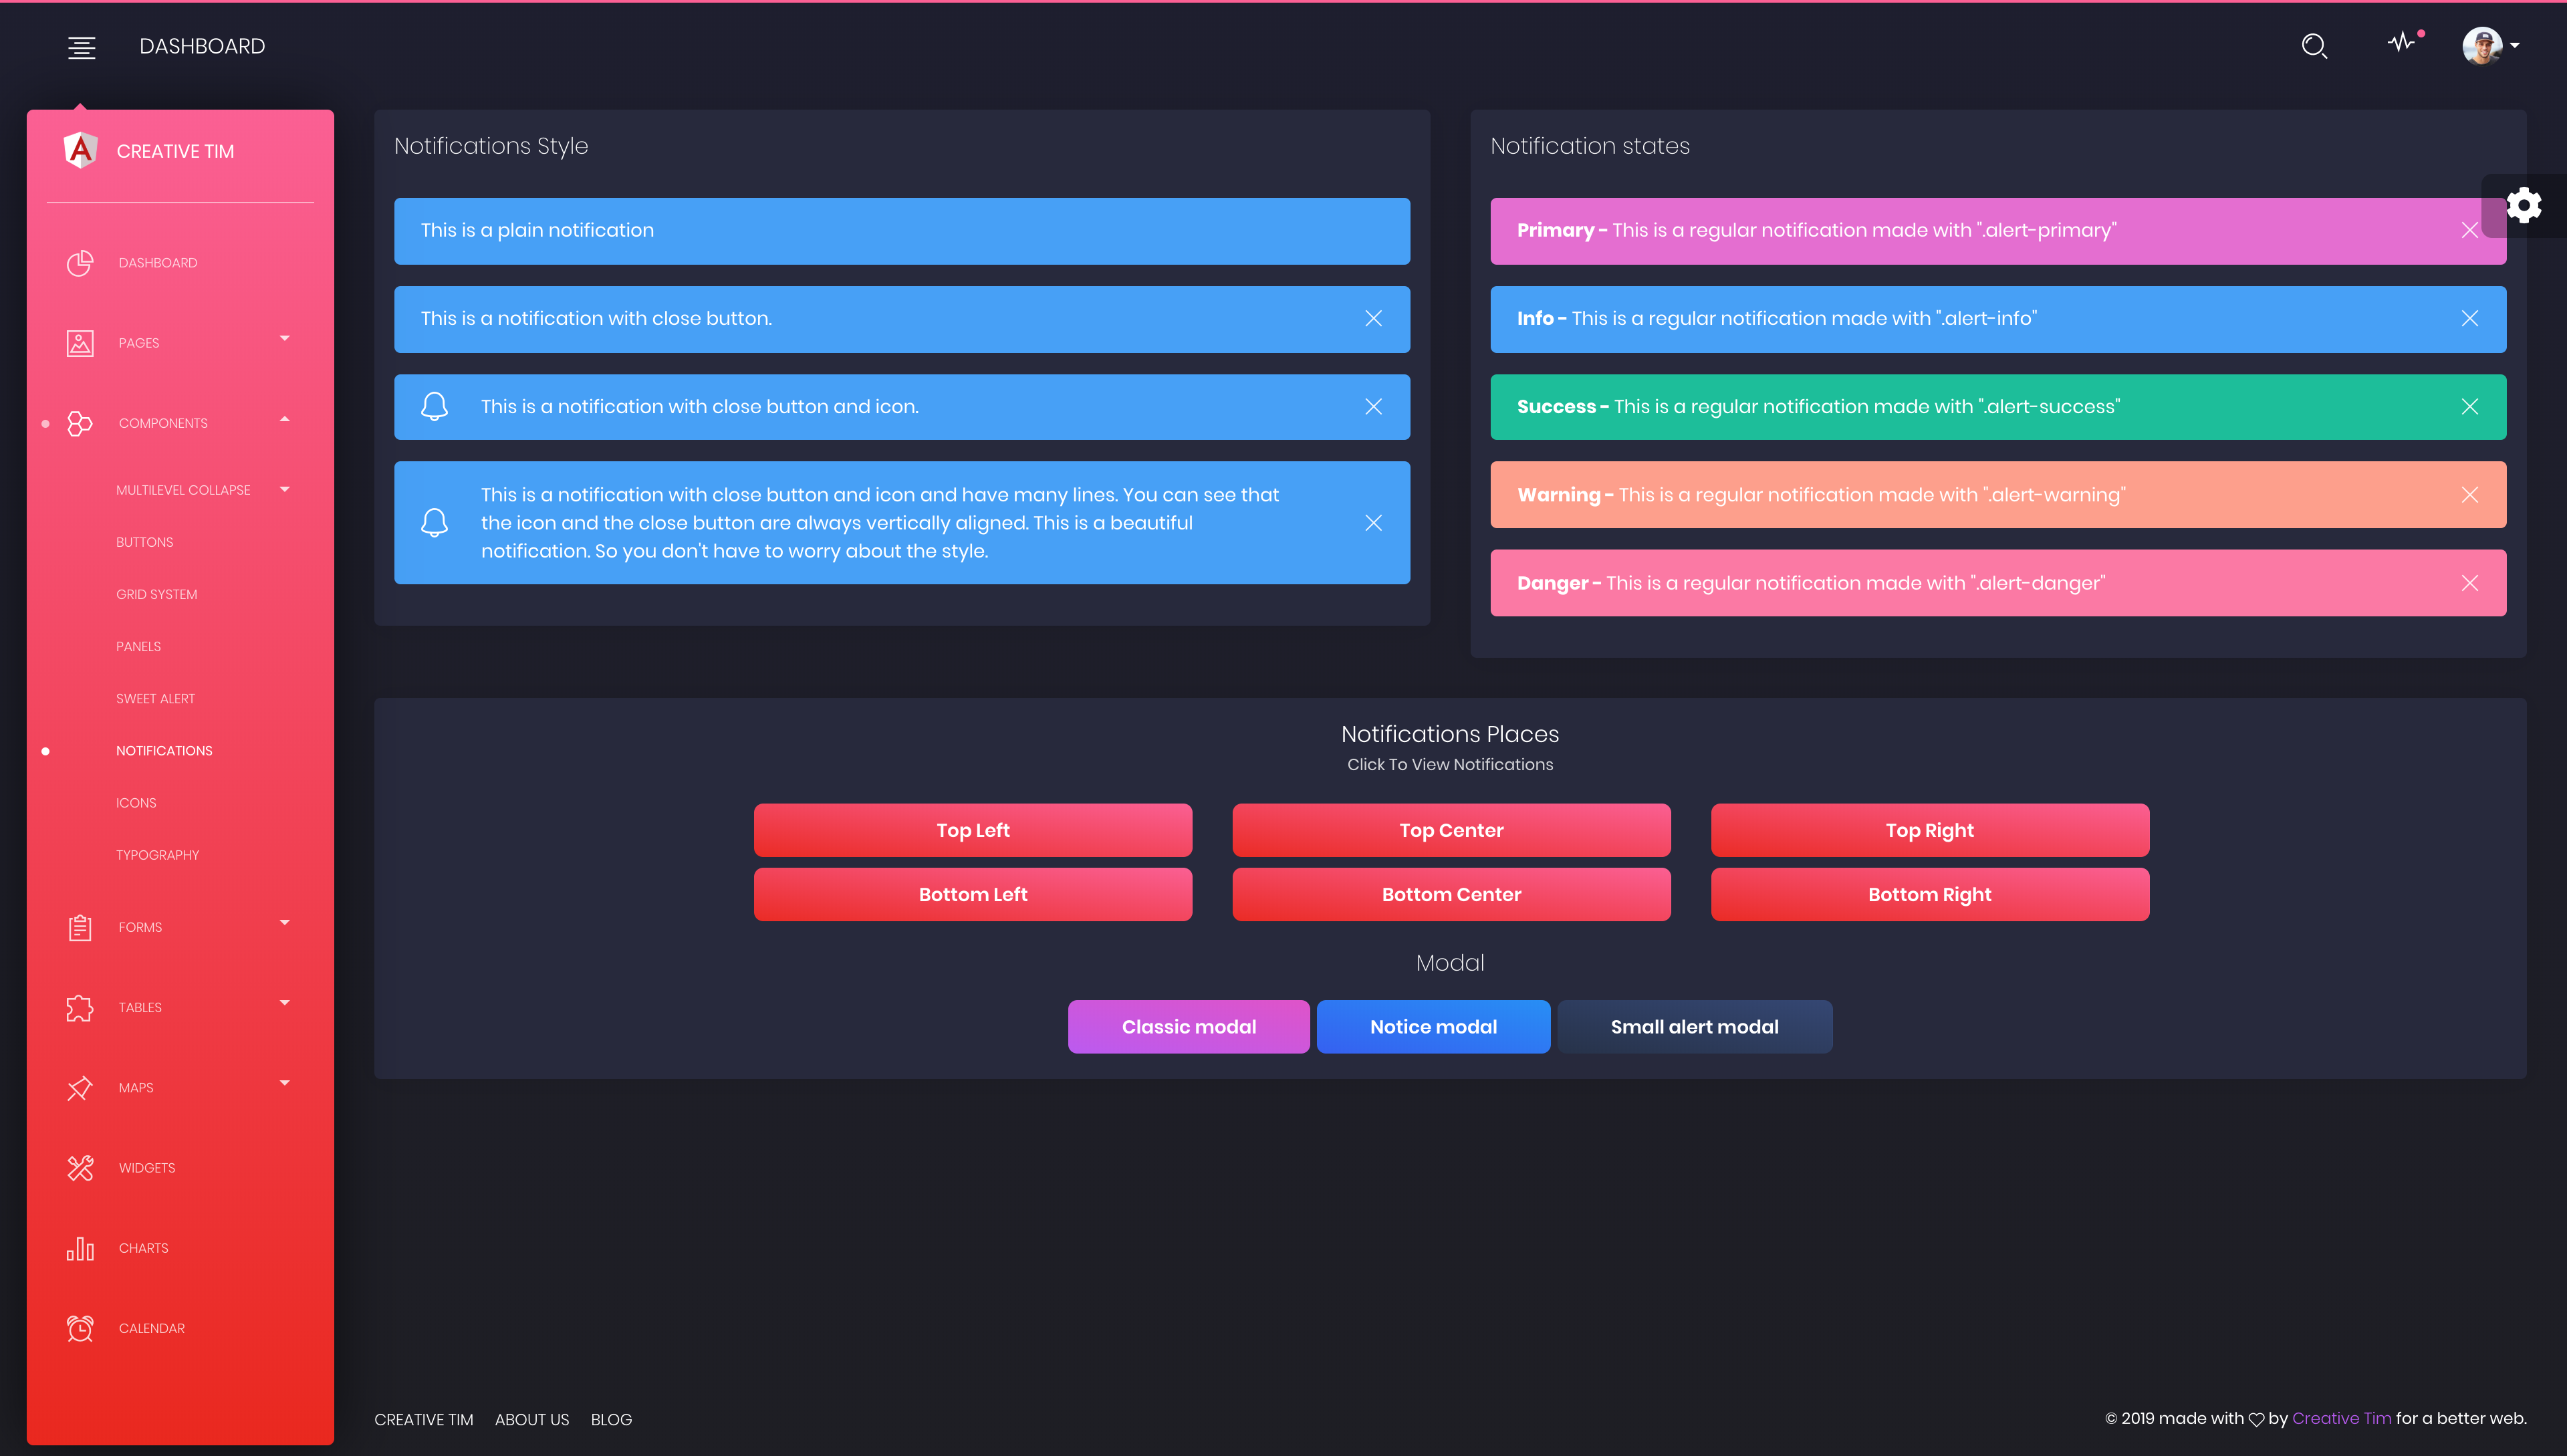 DASHBOARD
CREATIVE TIM
DASHBOARD
PAGES
COMPONENTS
MULTILEVEL COLLAPSE
BUTTONS
GRID SYSTEM
PANELS
SWEET ALERT
NOTIFICATIONS
ICONS
TYPOGRAPHY
FORMS
TABLES
MAPS
WIDGETS
CHARTS
CALENDAR
Notifications Style
This is a plain notification
This is a notification with close button.
This is a notification with close button and icon.
This is a notification with close button and icon and have many lines. You can see that
the icon and the close button are always vertically aligned. This is a beautiful
notification. So you don't have to worry about the style.
Notification states
Primary - This is a regular notification made with ".alert-primary"
Info - This is a regular notification made with ".alert-info"
Success - This is a regular notification made with ".alert-success"
Warning - This is a regular notification made with ".alert-warning"
Danger - This is a regular notification made with ".alert-danger"
Notifications Places
Click To View Notifications
Top Left
Top Center
Top Right
Bottom Left
Bottom Center
Bottom Right
Modal
Classic modal
Notice modal
Small alert modal
CREATIVE TIM
ABOUT US
BLOG
© 2019 made with ♡ by Creative Tim for a better web.